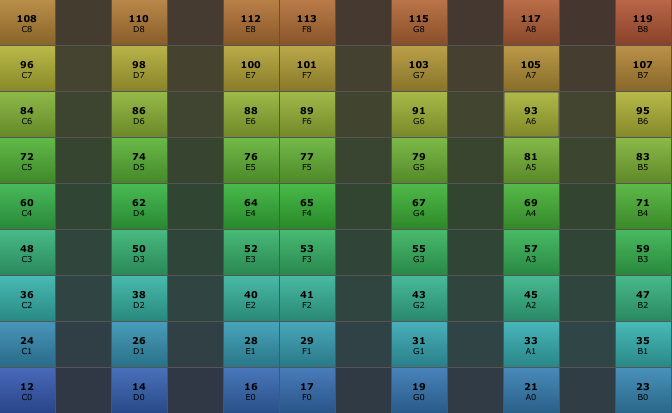 108 110 112 113 115 117 119
C8 D8 E8 F8 G8 A8 B8
96 98 100 101 103 105 107
C7 D7 E7 F7 G7 A7 B7
84 86 88 89 91 93 95
C6 D6 E6 F6 G6 A6 B6
72 74 76 77 79 81 83
C5 D5 E5 F5 G5 A5 B5
60 62 64 65 67 69 71
C4 D4 E4 F4 G4 A4 B4
48 50 52 53 55 57 59
C3 D3 E3 F3 G3 A3 B3
36 38 40 41 43 45 47
C2 D2 E2 F2 G2 A2 B2
24 26 28 29 31 33 35
C1 D1 E1 F1 G1 A1 B1
12 14 16 17 19 21 23
C0 D0 E0 F0 G0 A0 B0